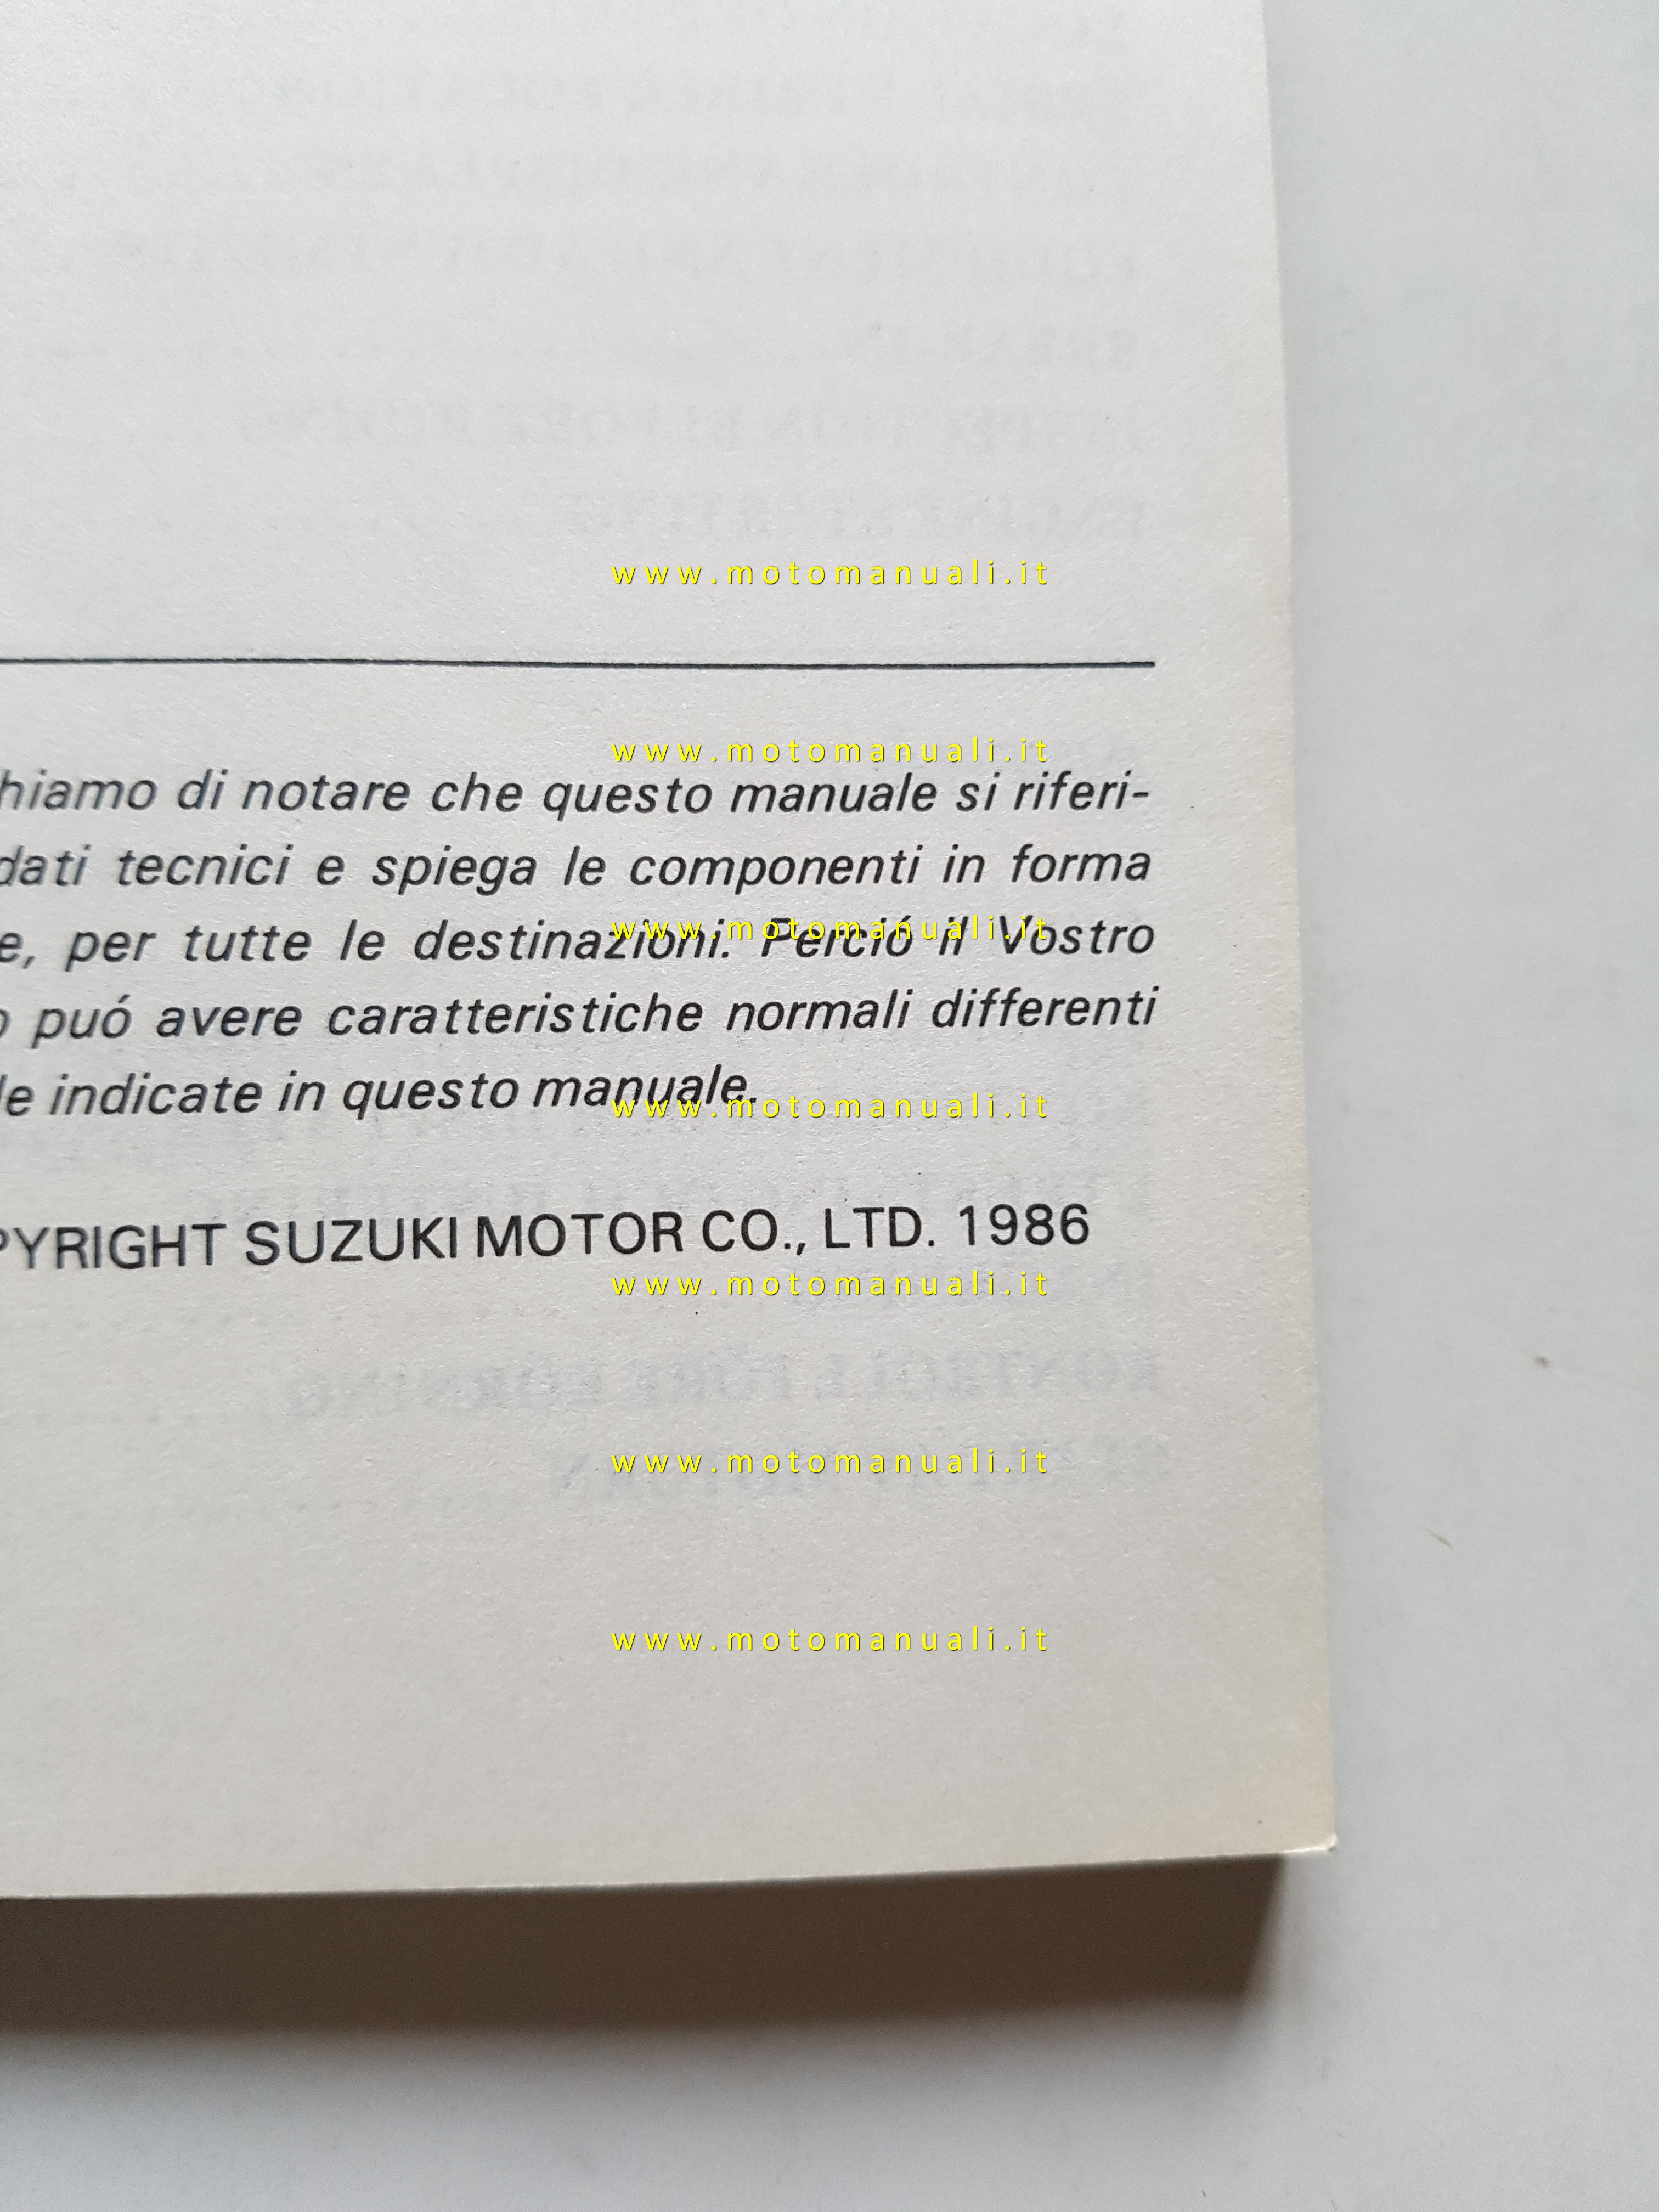 www.motomanuali.it
www.motomanuali.it
hiamo di notare che questo manuale si riferi-
dati tecnici e spiega le componenti in forma
www.motomanuali.it
e, per tutte le destinazioni. Perció il Vostro
o puó avere caratteristiche normali differenti
le indicate in questo manuale.
www.motomanuali.it
PYRIGHT SUZUKI MOTOR CO., LTD. 1986
www.motomanuali.it
www.motomanuali.it
www.motomanuali.it